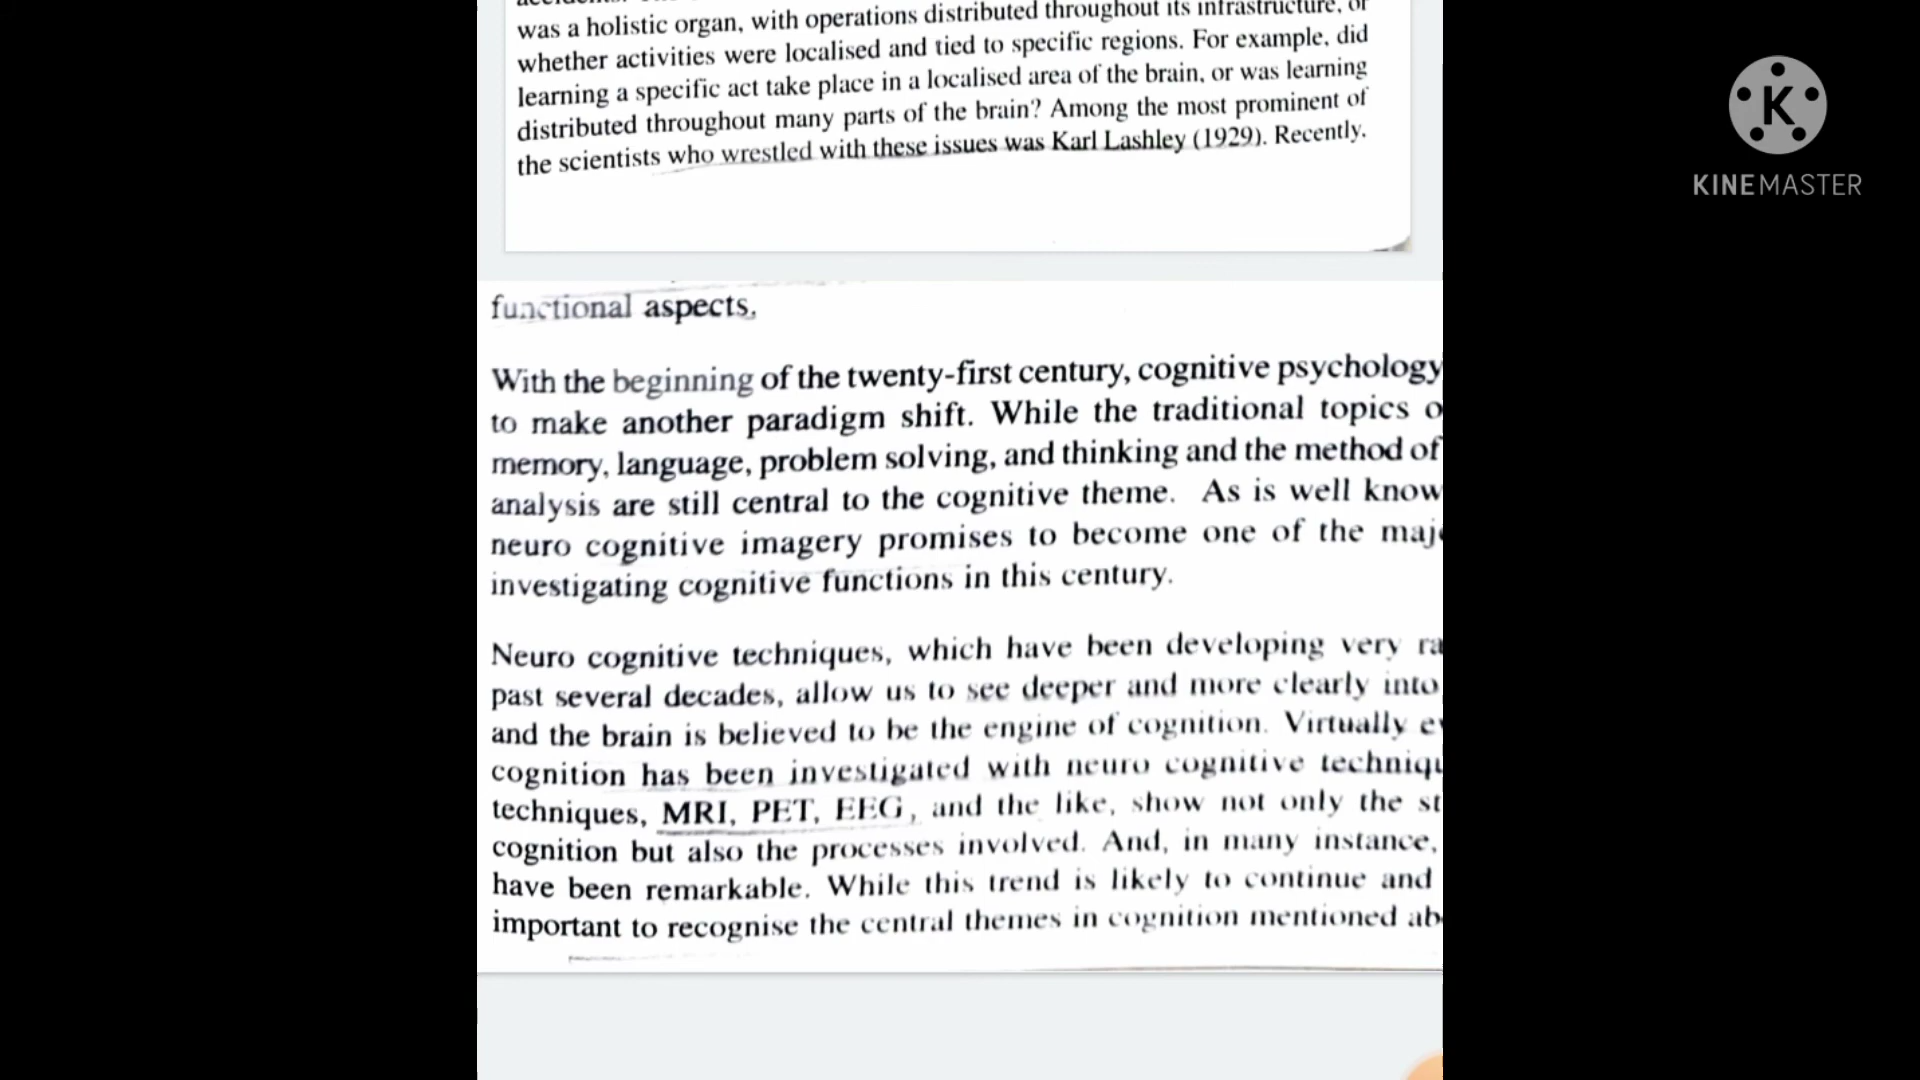 was a holistic organ, with operations distributed throughout its infrastructure, or
whether activities were localised and tied to specific regions. For example, did
learning a specific act take place in a localised area of the brain, or was learning
distributed throughout many parts of the brain? Among the most prominent of
the scientists who wrestled with these issues was Karl Lashley (1929). Recently.
functional aspects.
With the beginning of the twenty-first century, cognitive psychology
to make another paradigm shift. While the traditional topics o
memory, language, problem solving, and thinking and the method of
analysis are still central to the cognitive theme. As is well know
neuro cognitive imagery promises to become one of the maj
investigating cognitive functions in this century.
Neuro cognitive techniques, which have been developing very ra
past several decades, allow us to see deeper and more clearly into
and the brain is believed to be the engine of cognition. Virtually e
cognition has been investigated with neuro cognitive techniqu
techniques, MRI, PET, EEG, and the like, show not only the st
cognition but also the processes involved. And, in many instance,
have been remarkable. While this trend is likely to continue and
important to recognise the central themes in cognition mentioned ab
K
KINEMASTER